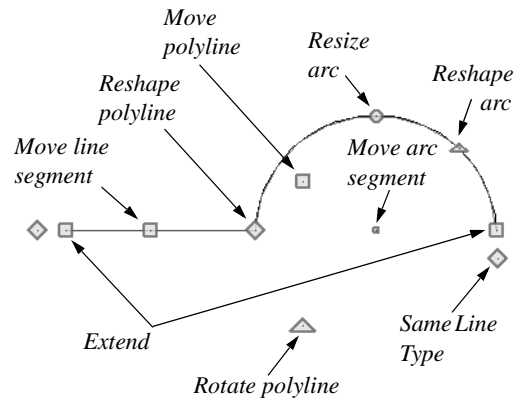 Move
polyline
Resize
arc
Reshape
polyline
Reshape
arc
Move line
segment
Move arc
segment
Extend
Same Line
Type
Rotate polyline